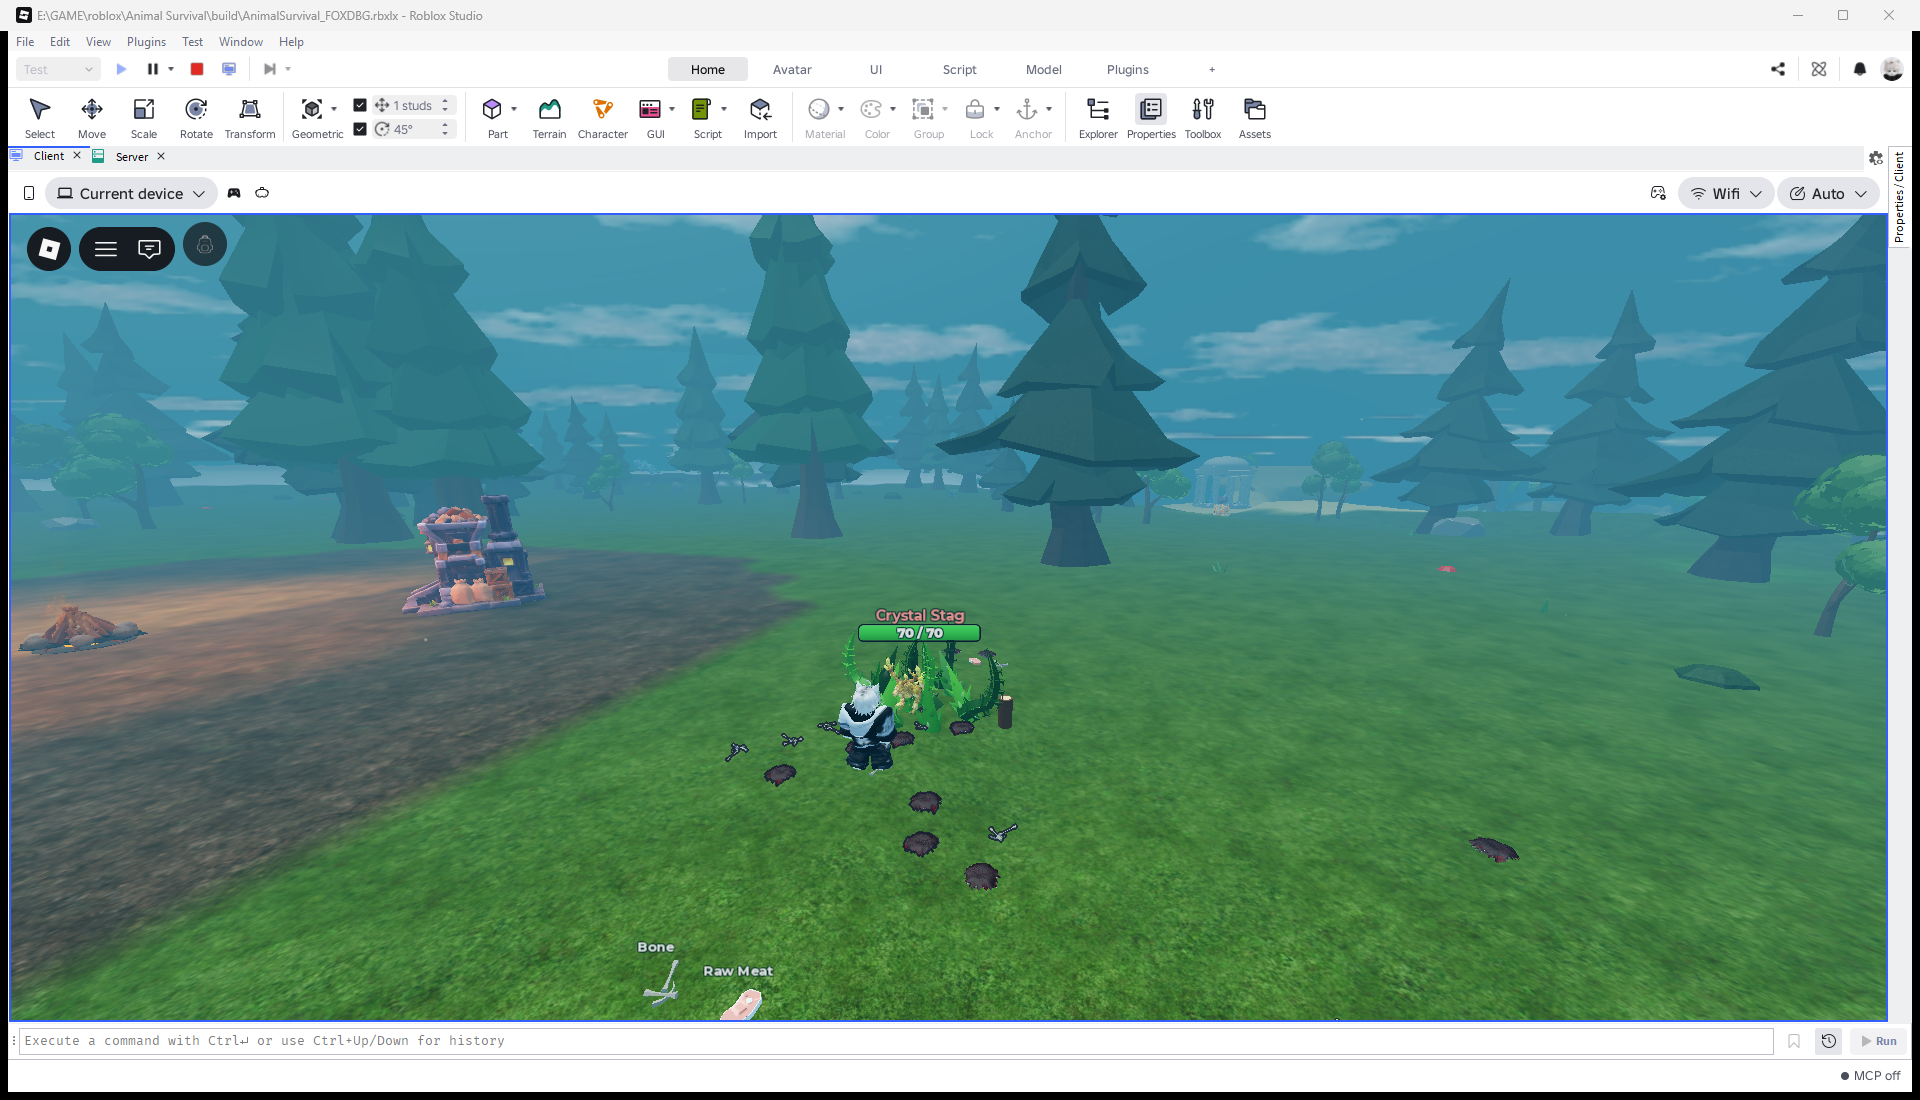 E:\GAME\roblox\Animal Survival\build\AnimalSurvival_FOXDBG.rbxlx - Roblox Studio
File Edit View Plugins Test Window Help
Test
Home Avatar UI Script Model Plugins +
Select Move Scale Rotate Transform Geometric 1 studs 45° Part Terrain Character GUI Script Import Material Color Group Lock Anchor Explorer Properties Toolbox Assets
Client Server
Current device Wifi Auto
Properties / Client
Crystal Stag
70 / 70
Bone
Raw Meat
Execute a command with Ctrl↵ or use Ctrl+Up/Down for history
Run
MCP off